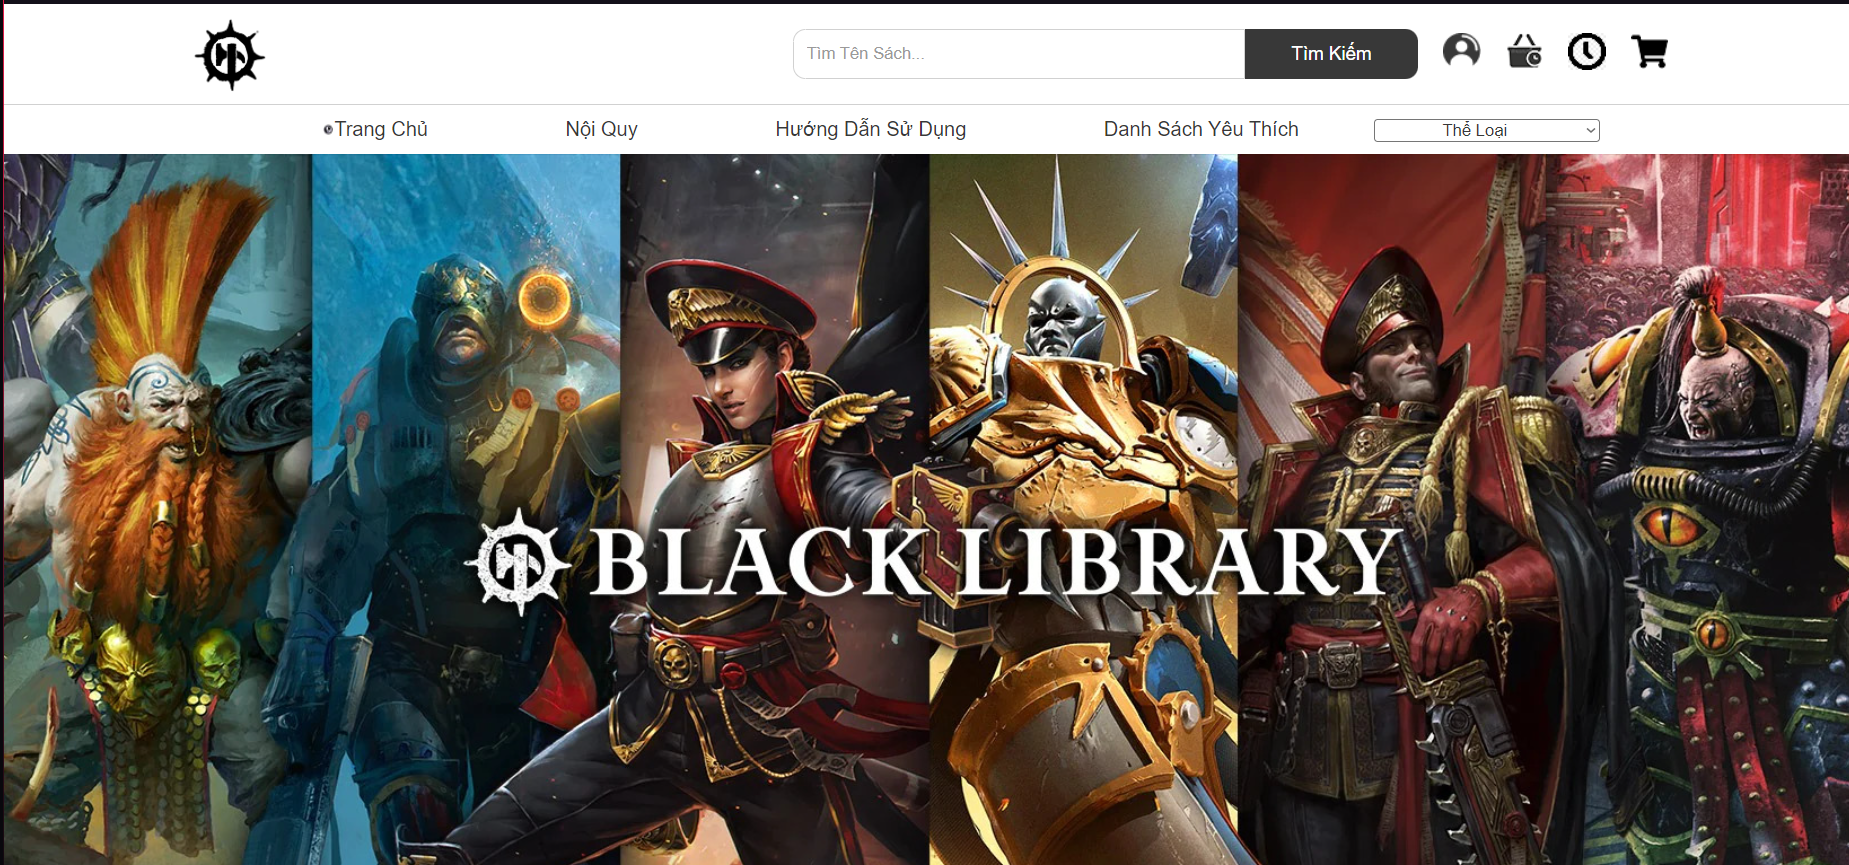 Tìm Tên Sách...
Tìm Kiếm
Trang Chủ
Nội Quy
Hướng Dẫn Sử Dụng
Danh Sách Yêu Thích
Thể Loại
BLACK LIBRARY